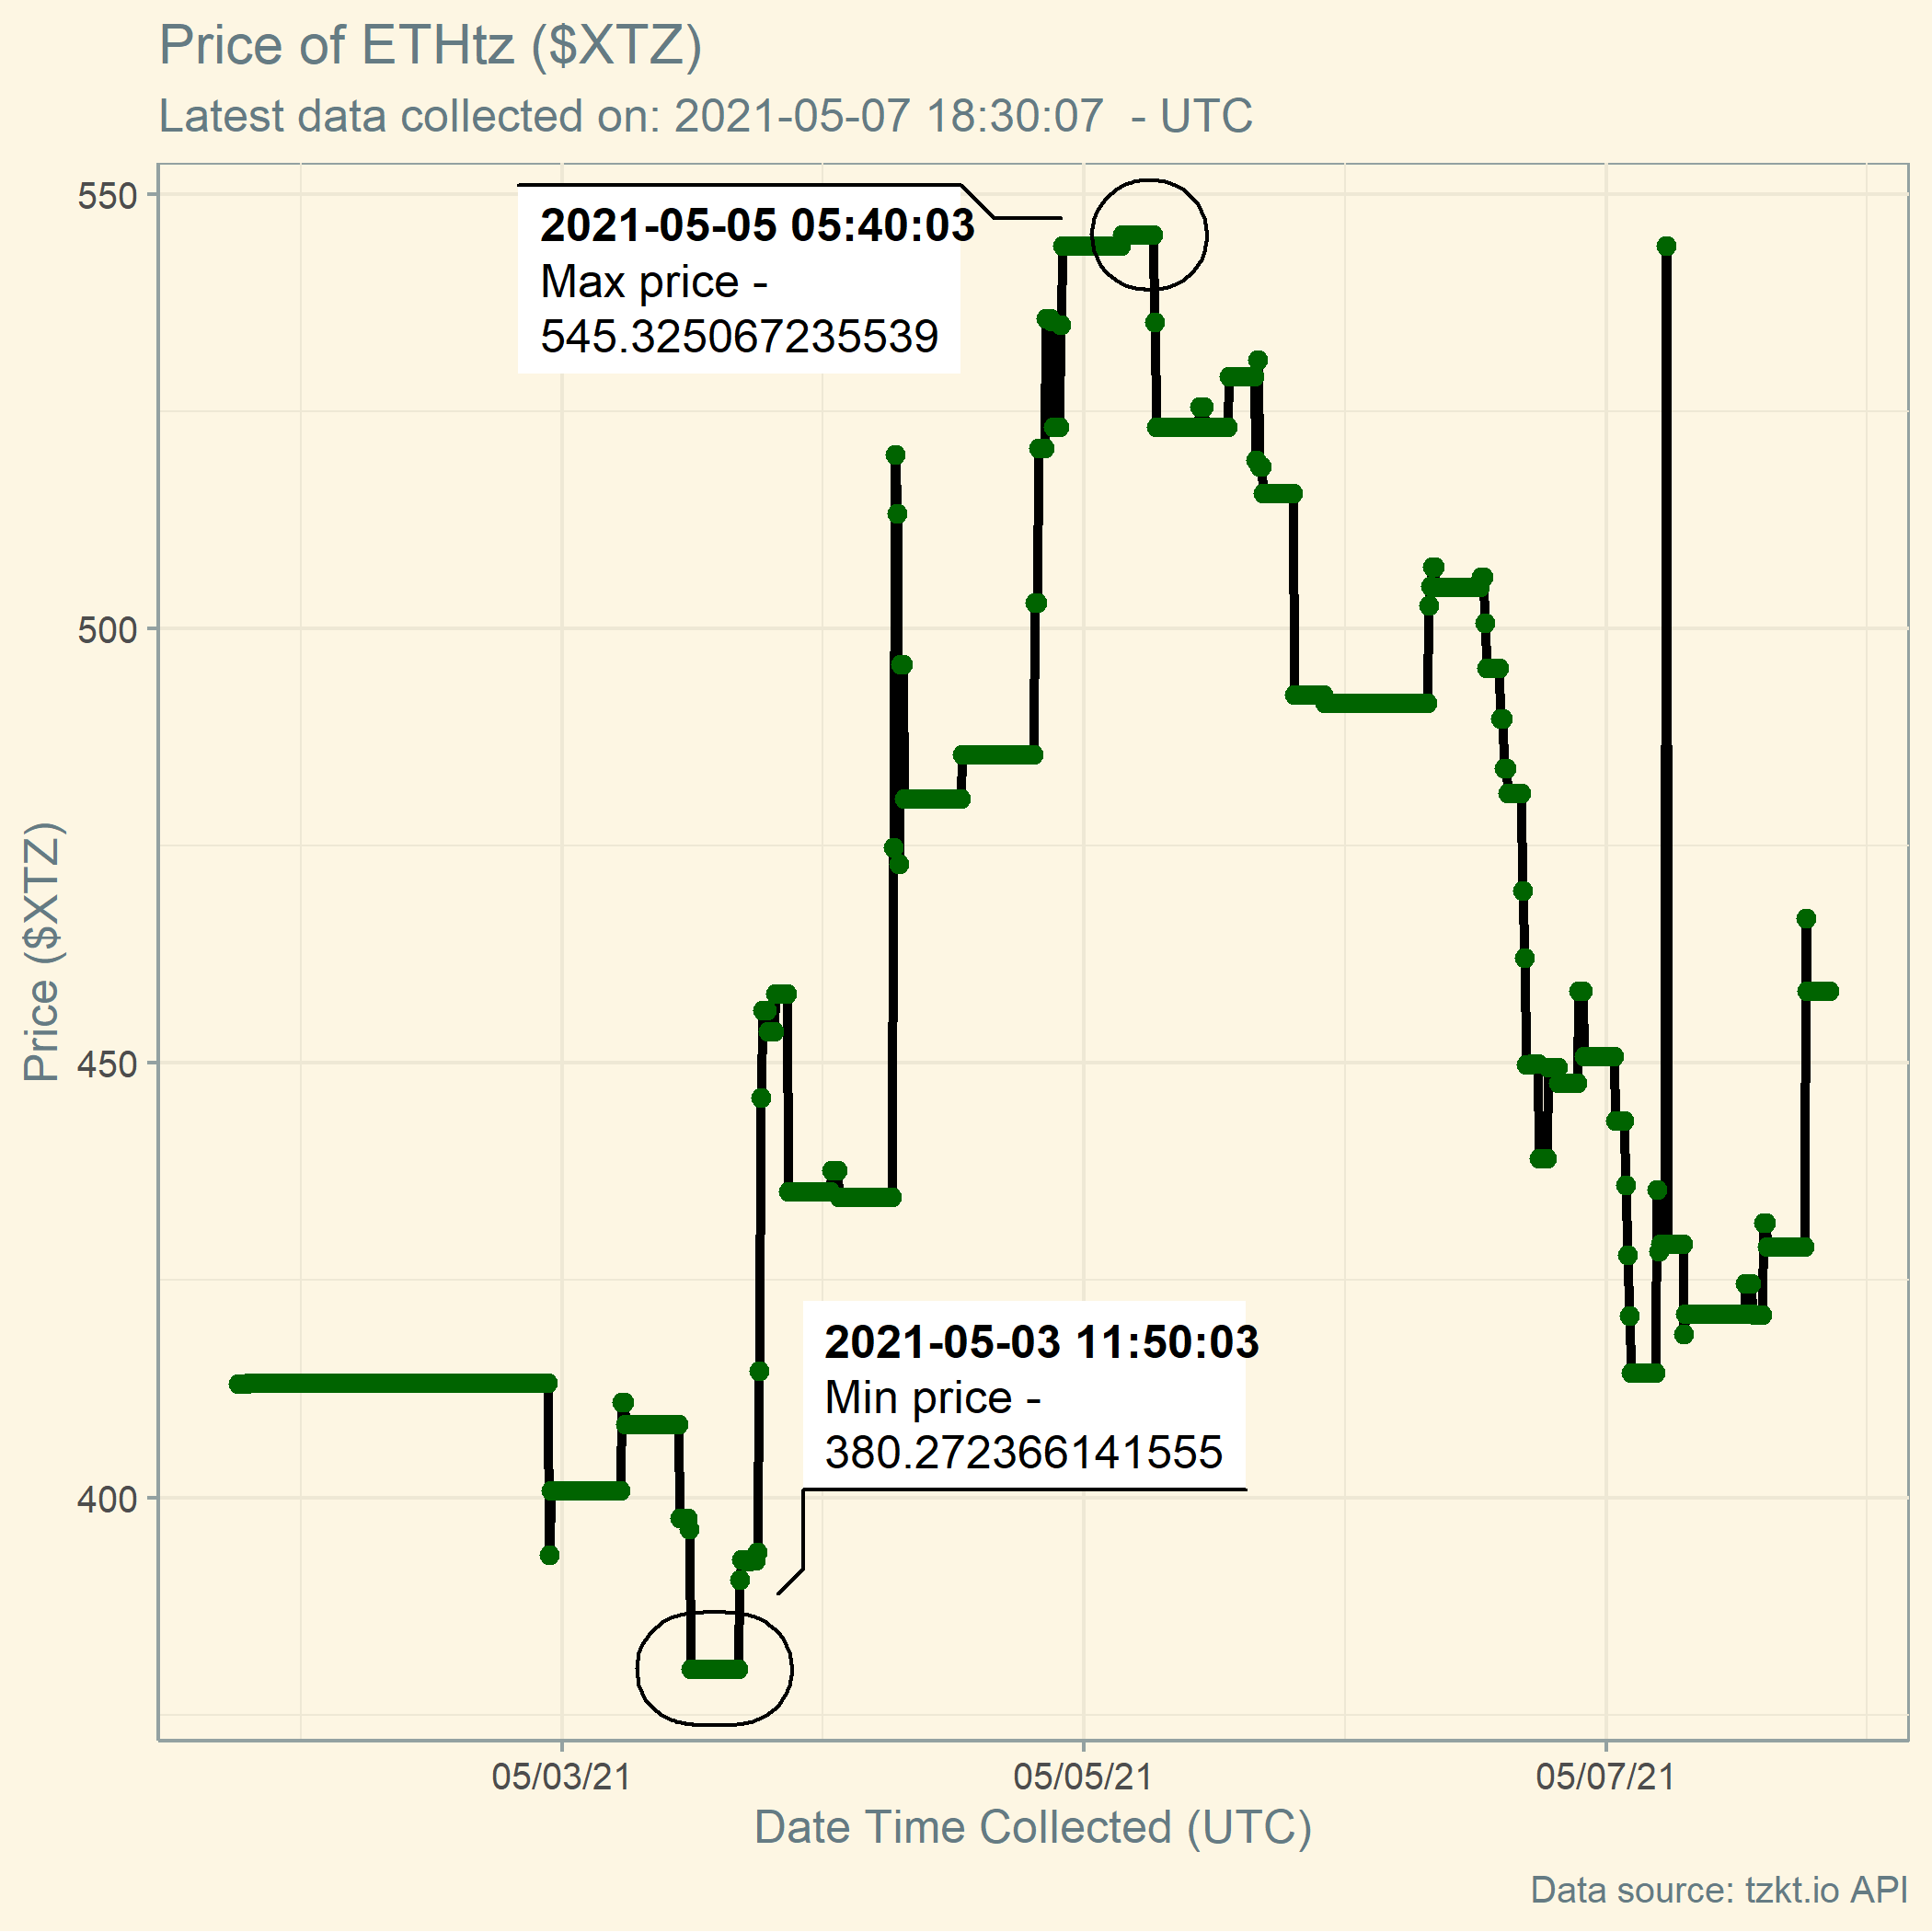 Price of ETHtz ($XTZ)
Latest data collected on: 2021-05-07 18:30:07  - UTC
550
500
450
400
Price ($XTZ)
2021-05-05 05:40:03
Max price -
545.325067235539
2021-05-03 11:50:03
Min price -
380.272366141555
05/03/21
05/05/21
05/07/21
Date Time Collected (UTC)
Data source: tzkt.io API